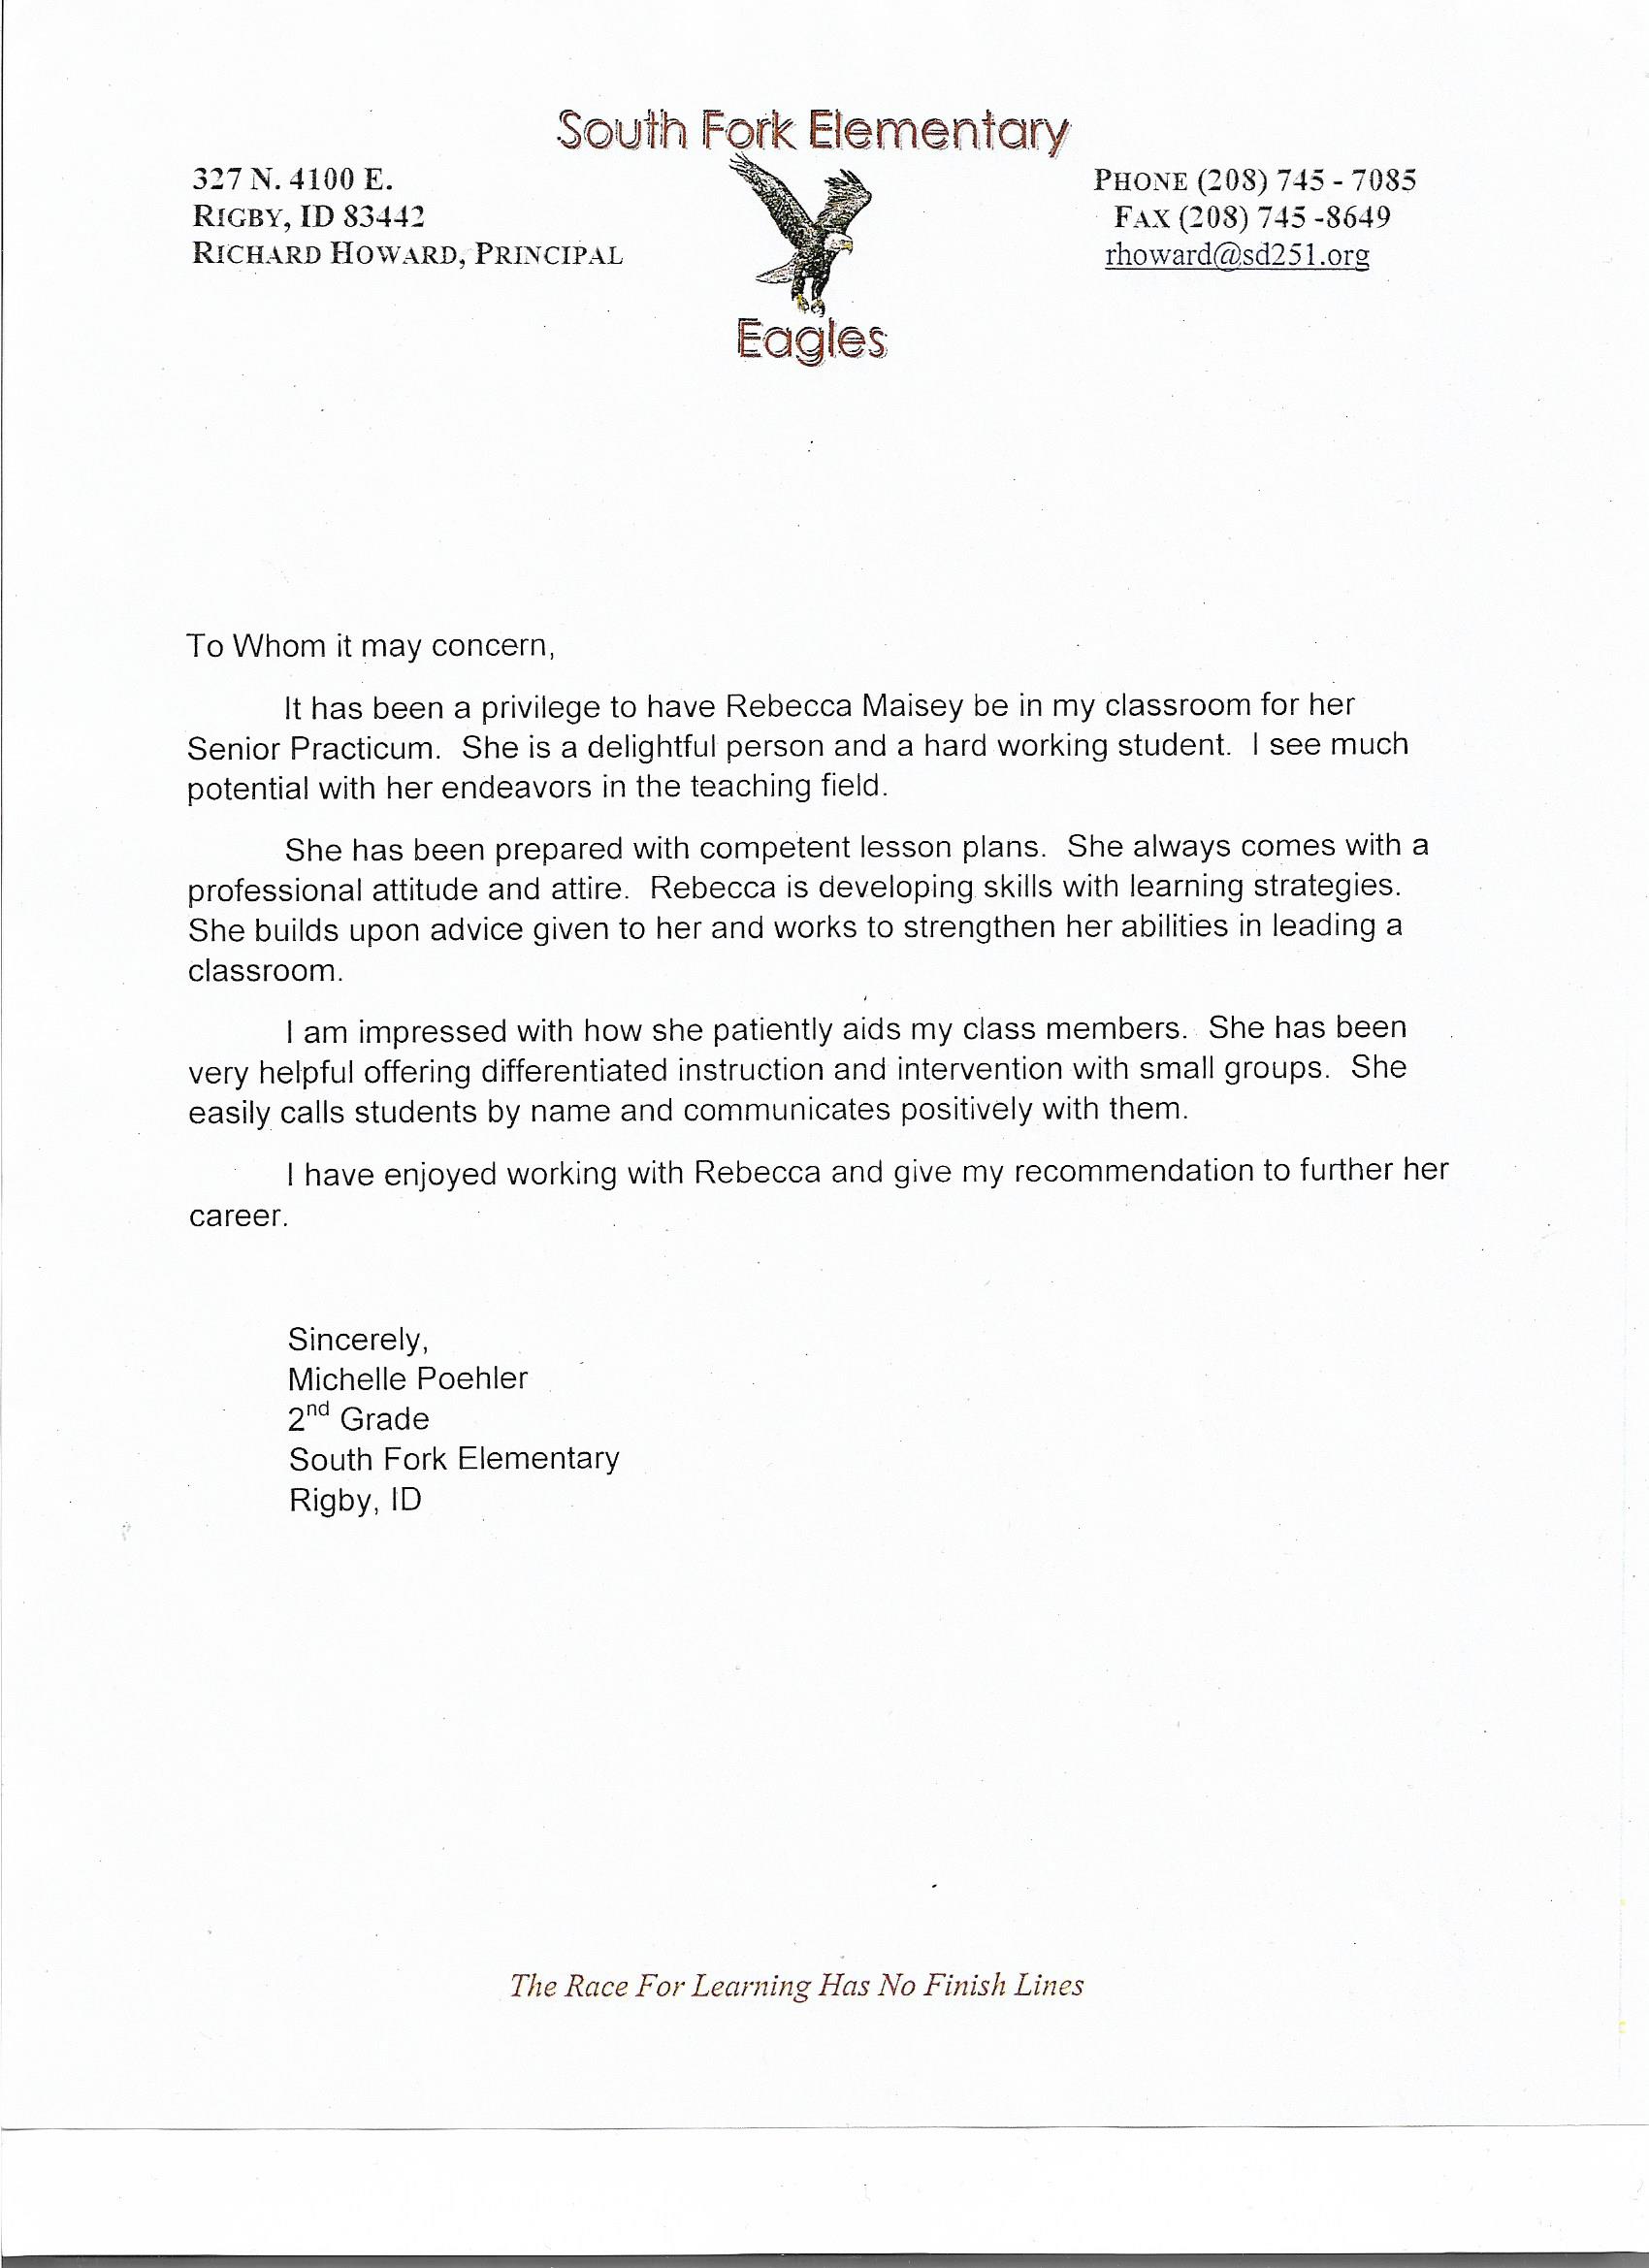 South Fork Elementary
327 N. 4100 E.
RIGBY, ID 83442
RICHARD HOWARD, PRINCIPAL
PHONE (208) 745 - 7085
FAX (208) 745 -8649
rhoward@sd251.org
Eagles
To Whom it may concern,
It has been a privilege to have Rebecca Maisey be in my classroom for her
Senior Practicum.  She is a delightful person and a hard working student.  I see much
potential with her endeavors in the teaching field.
She has been prepared with competent lesson plans.  She always comes with a
professional attitude and attire.  Rebecca is developing skills with learning strategies.
She builds upon advice given to her and works to strengthen her abilities in leading a
classroom.
I am impressed with how she patiently aids my class members.  She has been
very helpful offering differentiated instruction and intervention with small groups.  She
easily calls students by name and communicates positively with them.
I have enjoyed working with Rebecca and give my recommendation to further her
career.
Sincerely,
Michelle Poehler
2nd Grade
South Fork Elementary
Rigby, ID
The Race For Learning Has No Finish Lines